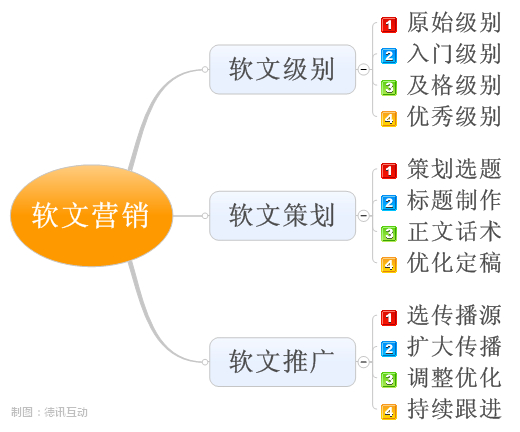 软文营销
软文级别
1 原始级别
2 入门级别
3 及格级别
4 优秀级别
软文策划
1 策划选题
2 标题制作
3 正文话术
4 优化定稿
软文推广
1 选传播源
2 扩大传播
3 调整优化
4 持续跟进
制图：德讯互动